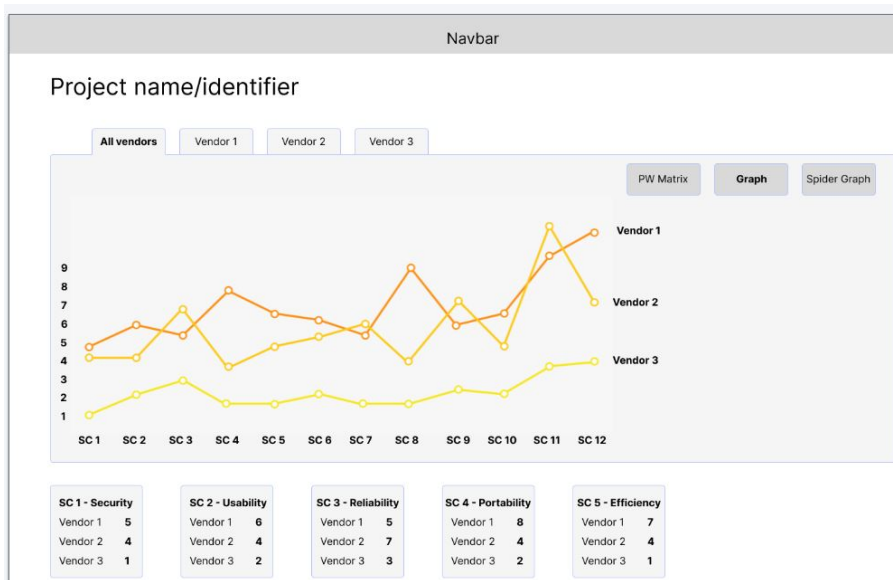 Navbar
Project name/identifier
All vendors Vendor 1 Vendor 2 Vendor 3
PW Matrix Graph Spider Graph
Vendor 1
9
8
7 Vendor 2
6
5
4 Vendor 3
3
2
1
SC 1 SC 2 SC 3 SC 4 SC 5 SC 6 SC 7 SC 8 SC 9 SC 10 SC 11 SC 12
SC 1 - Security SC 2 - Usability SC 3 - Reliability SC 4 - Portability SC 5 - Efficiency
Vendor 1 5 Vendor 1 6 Vendor 1 5 Vendor 1 8 Vendor 1 7
Vendor 2 4 Vendor 2 4 Vendor 2 7 Vendor 2 4 Vendor 2 4
Vendor 3 1 Vendor 3 2 Vendor 3 3 Vendor 3 2 Vendor 3 1